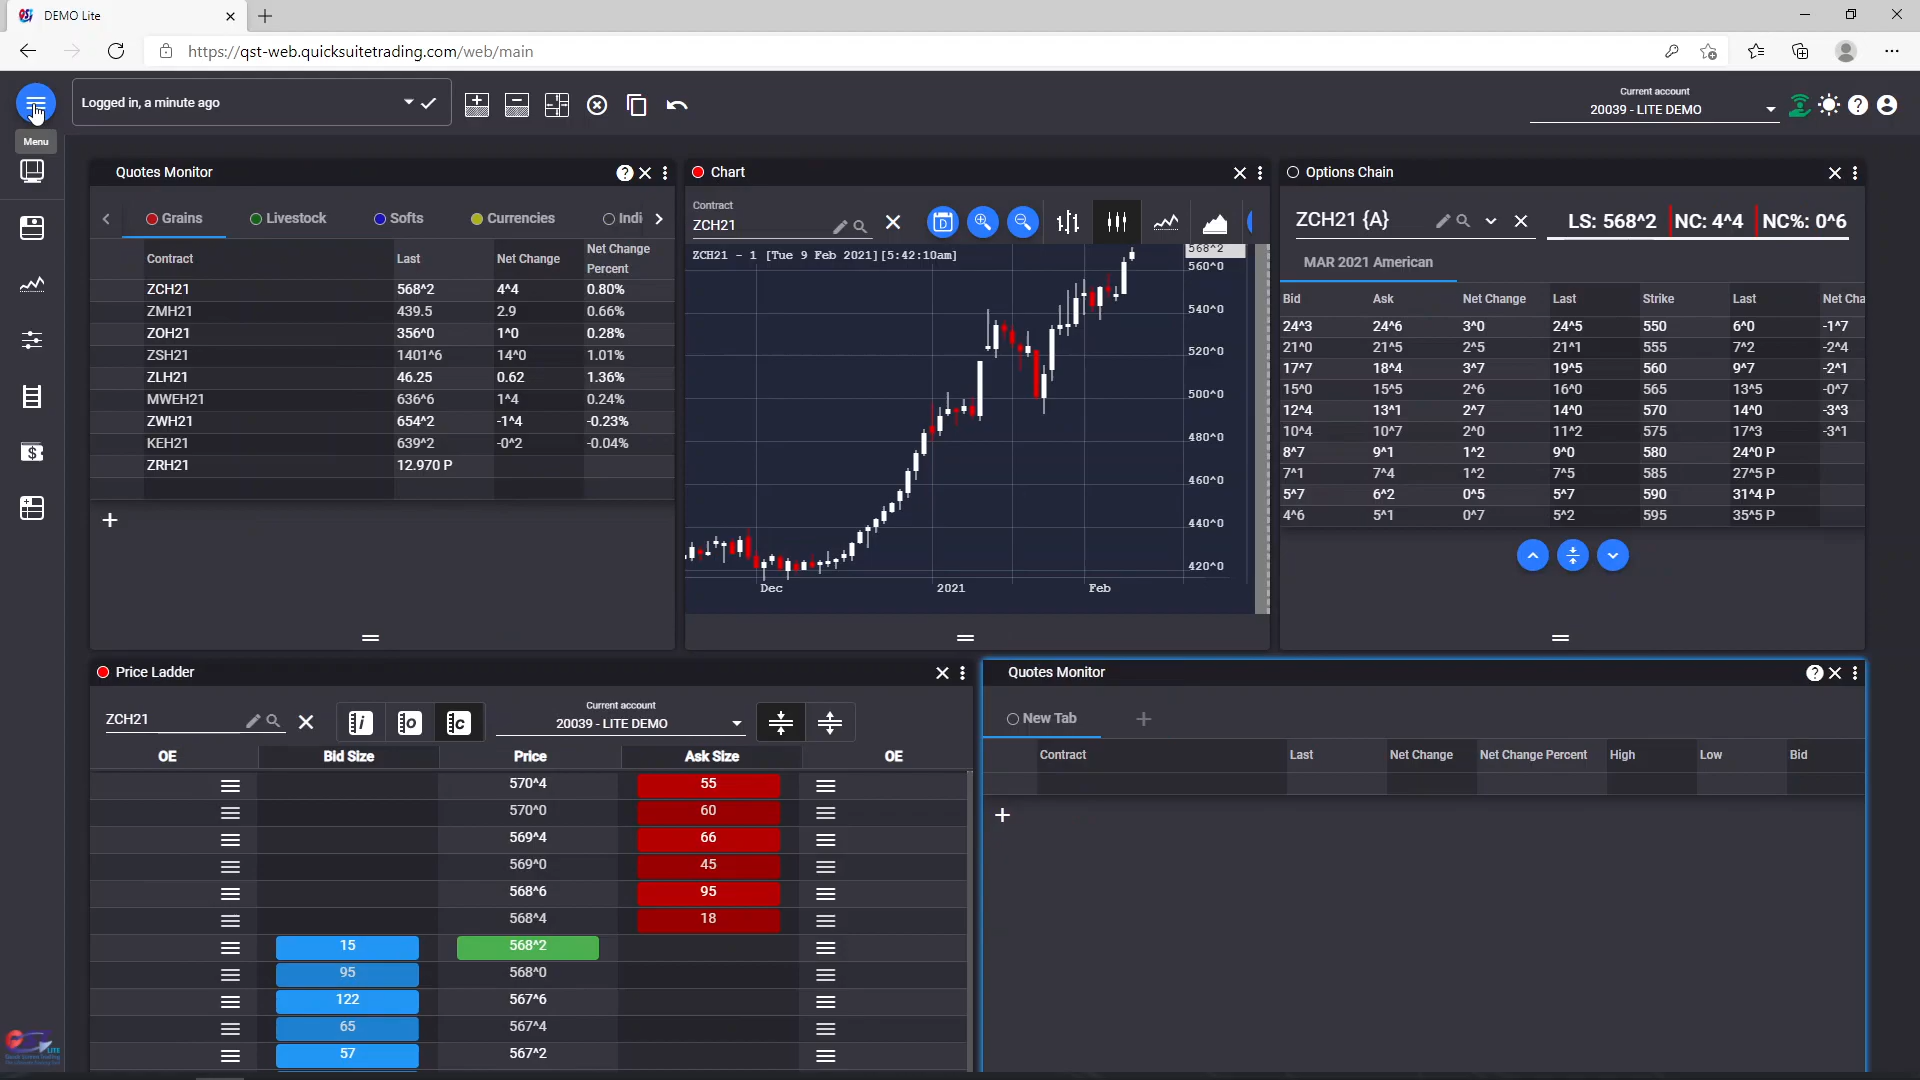 DEMO Lite
https://qst-web.quicksuitetrading.com/web/main
Logged in, a minute ago
Current account
20039 - LITE DEMO
Menu
Quotes Monitor
Grains Livestock Softs Currencies Indi
Contract Last Net Change Net Change Percent
ZCH21 568^2 4^4 0.80%
ZMH21 439.5 2.9 0.66%
ZOH21 356^0 1^0 0.28%
ZSH21 1401^6 14^0 1.01%
ZLH21 46.25 0.62 1.36%
MWEH21 636^6 1^4 0.24%
ZWH21 654^2 -1^4 -0.23%
KEH21 639^2 -0^2 -0.04%
ZRH21 12.970 P
Chart
Contract
ZCH21
ZCH21 - 1 [Tue 9 Feb 2021][5:42:10am]
568^2
560^0
540^0
520^0
500^0
480^0
460^0
440^0
420^0
Dec 2021 Feb
Options Chain
ZCH21 {A} LS: 568^2 NC: 4^4 NC%: 0^6
MAR 2021 American
Bid Ask Net Change Last Strike Last Net Cha
24^3 24^6 3^0 24^5 550 6^0 -1^7
21^0 21^5 2^5 21^1 555 7^2 -2^4
17^7 18^4 3^7 19^5 560 9^7 -2^1
15^0 15^5 2^6 16^0 565 13^5 -0^7
12^4 13^1 2^7 14^0 570 14^0 -3^3
10^4 10^7 2^0 11^2 575 17^3 -3^1
8^7 9^1 1^2 9^0 580 24^0 P
7^1 7^4 1^2 7^5 585 27^5 P
5^7 6^2 0^5 5^7 590 31^4 P
4^6 5^1 0^7 5^2 595 35^5 P
Price Ladder
ZCH21 i o c
Current account
20039 - LITE DEMO
OE Bid Size Price Ask Size OE
570^4 55
570^0 60
569^4 66
569^0 45
568^6 95
568^4 18
15 568^2
95 568^0
122 567^6
65 567^4
57 567^2
Quotes Monitor
New Tab
Contract Last Net Change Net Change Percent High Low Bid
LITE